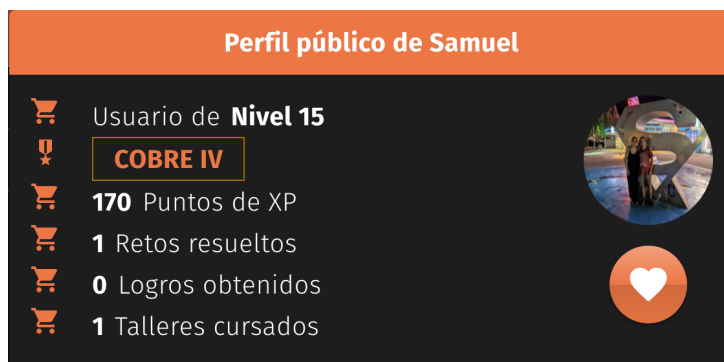 Perfil público de Samuel
Usuario de Nivel 15
COBRE IV
170 Puntos de XP
1 Retos resueltos
0 Logros obtenidos
1 Talleres cursados